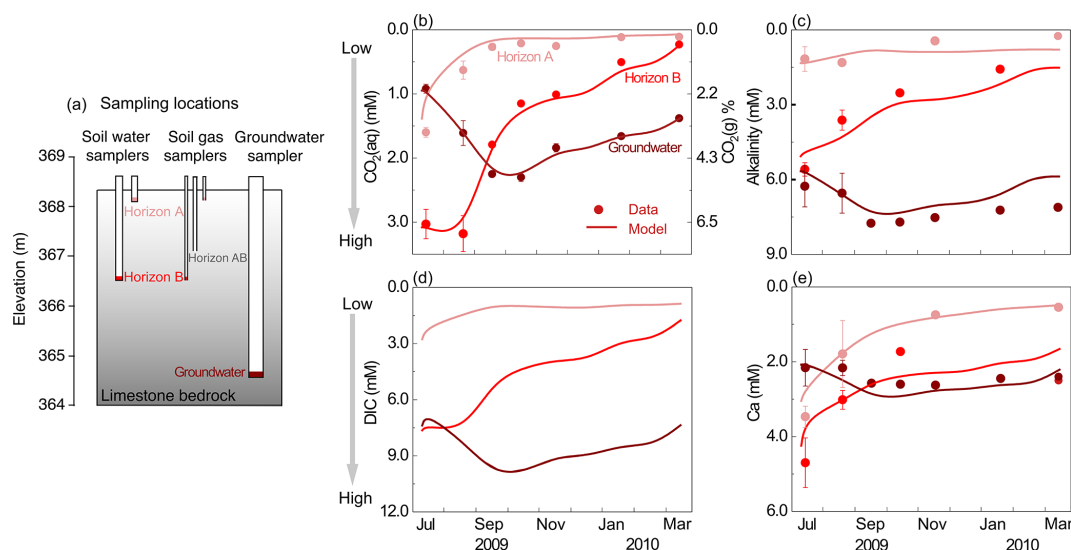 (a)
Sampling locations
Soil water samplers
Soil gas samplers
Groundwater sampler
369
368
367
366
365
364
Elevation (m)
Horizon A
Horizon AB
Horizon B
Groundwater
Limestone bedrock
Low
High
(b)
0.0
1.0
2.0
3.0
CO2(aq) (mM)
0.0
2.2
4.3
6.5
CO2(g) %
Horizon A
Horizon B
Groundwater
(c)
0.0
3.0
6.0
9.0
Alkalinity (mM)
Data
Model
Low
High
(d)
0.0
3.0
6.0
9.0
12.0
DIC (mM)
Jul
Sep
Nov
Jan
Mar
2009
2010
(e)
0.0
2.0
4.0
6.0
Ca (mM)
Jul
Sep
Nov
Jan
Mar
2009
2010